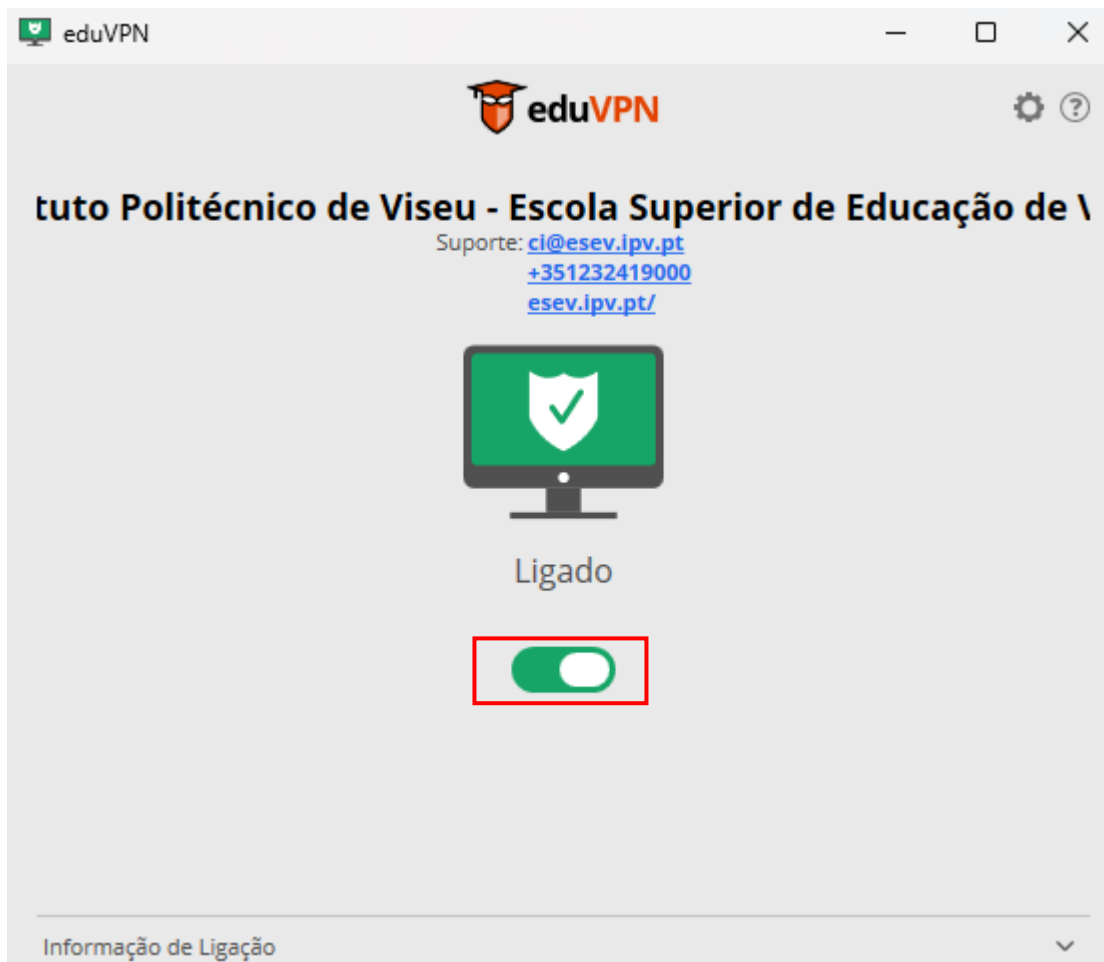 eduVPN
eduVPN
tuto Politécnico de Viseu - Escola Superior de Educação de
Suporte: ci@esev.ipv.pt
+351232419000
esev.ipv.pt/
Ligado
Informação de Ligação